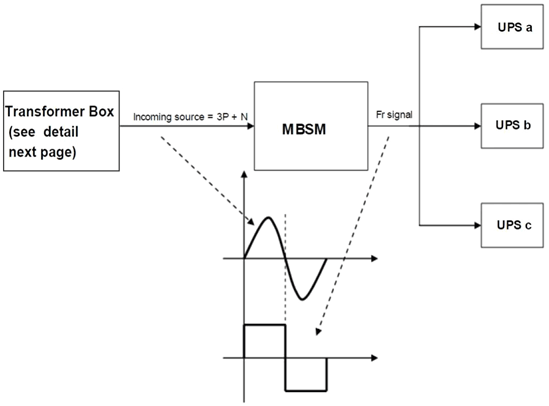 UPS a
Transformer Box
(see detail
next page)
Incoming source = 3P + N
MBSM
Fr signal
UPS b
UPS c